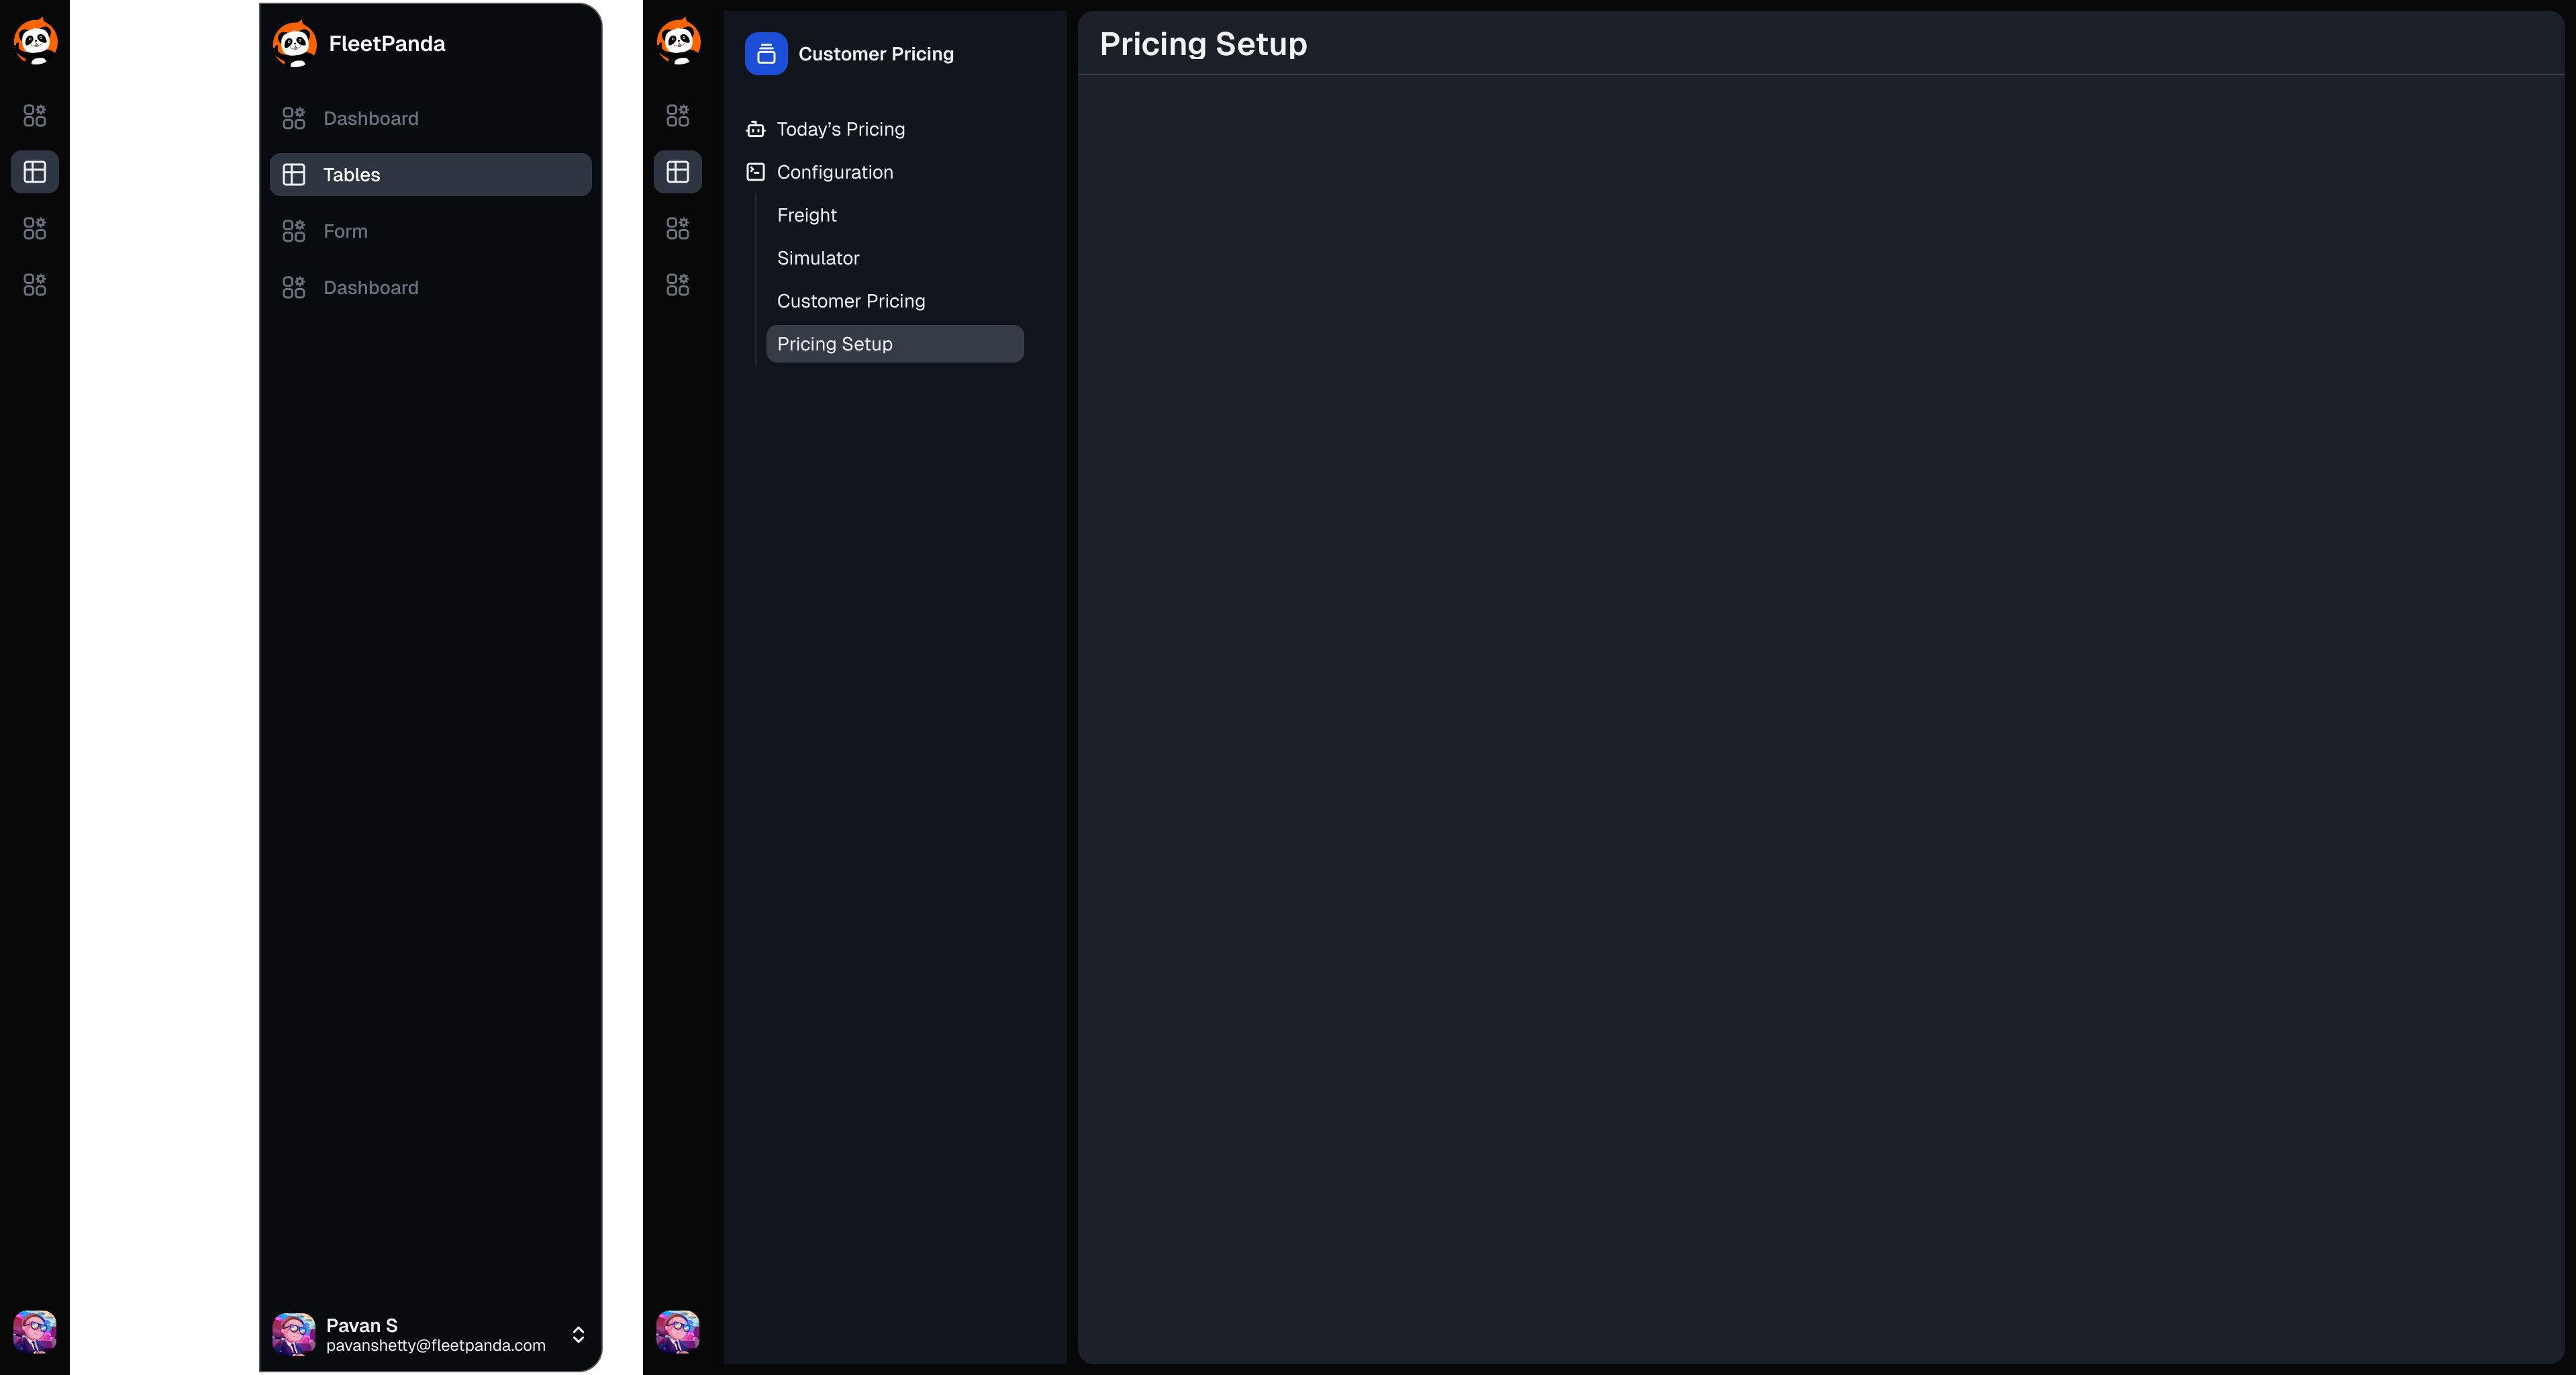 FleetPanda
Dashboard
Tables
Form
Dashboard
Pavan S
pavanshetty@fleetpanda.com
Customer Pricing
Today’s Pricing
Configuration
Freight
Simulator
Customer Pricing
Pricing Setup
Pricing Setup